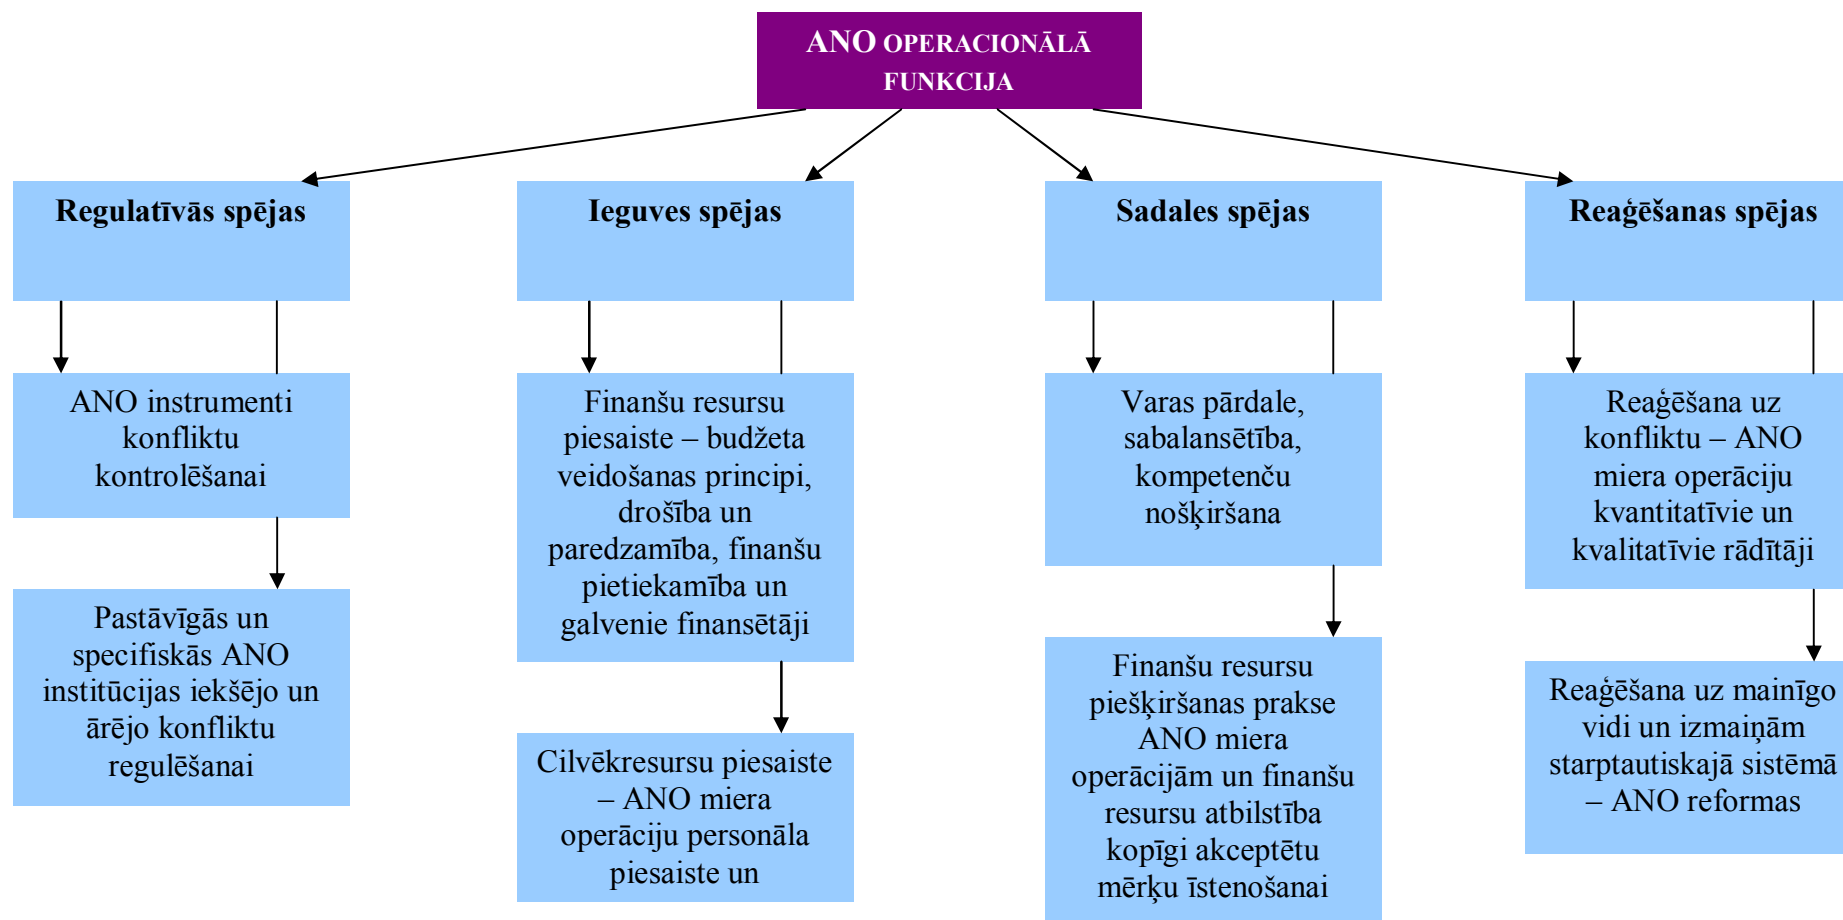 ANO OPERACIONĀLĀ
FUNKCIJA
Regulatīvās spējas
Ieguves spējas
Sadales spējas
Reaģēšanas spējas
ANO instrumenti
konfliktu
kontrolēšanai
Pastāvīgās un
specifiskās ANO
institūcijas iekšējo un
ārējo konfliktu
regulēšanai
Finanšu resursu
piesaiste – budžeta
veidošanas principi,
drošība un
paredzamība, finanšu
pietiekamība un
galvenie finansētāji
Cilvēkresursu piesaiste
– ANO miera
operāciju personāla
piesaiste un
Varas pārdale,
sabalansētība,
kompetenču
nošķiršana
Finanšu resursu
piešķiršanas prakse
ANO miera
operācijām un finanšu
resursu atbilstība
kopīgi akceptētu
mērķu īstenošanai
Reaģēšana uz
konfliktu – ANO
miera operāciju
kvantitatīvie un
kvalitatīvie rādītāji
Reaģēšana uz mainīgo
vidi un izmaiņām
starptautiskajā sistēmā
– ANO reformas